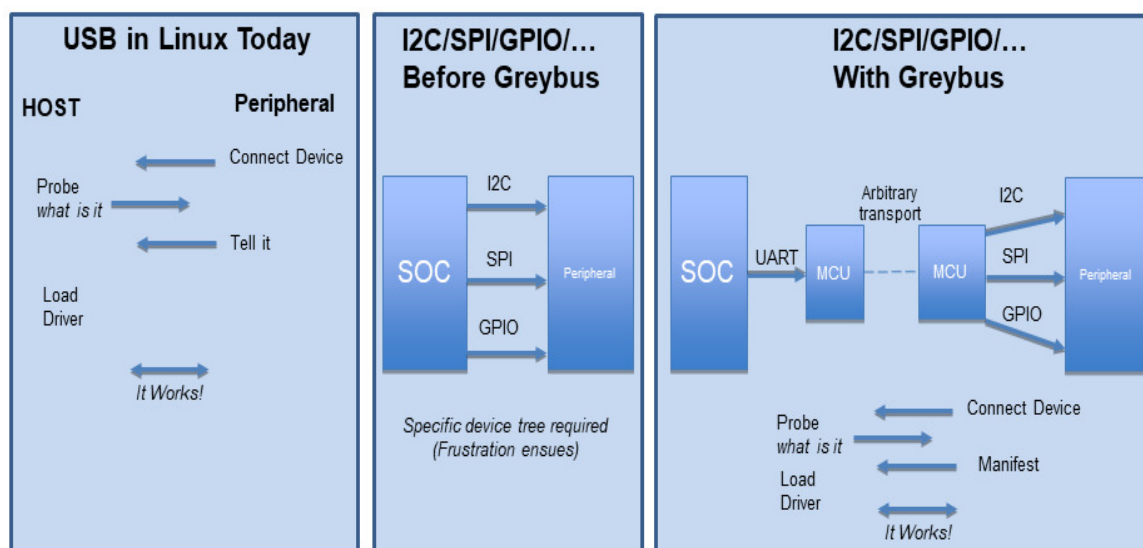 USB in Linux Today
HOST
Peripheral
Connect Device
Probe
what is it
Tell it
Load
Driver
It Works!
I2C/SPI/GPIO/…
Before Greybus
SOC
I2C
SPI
GPIO
Peripheral
Specific device tree required
(Frustration ensues)
I2C/SPI/GPIO/…
With Greybus
SOC
UART
MCU
Arbitrary
transport
MCU
I2C
SPI
GPIO
Peripheral
Connect Device
Probe
what is it
Manifest
Load
Driver
It Works!